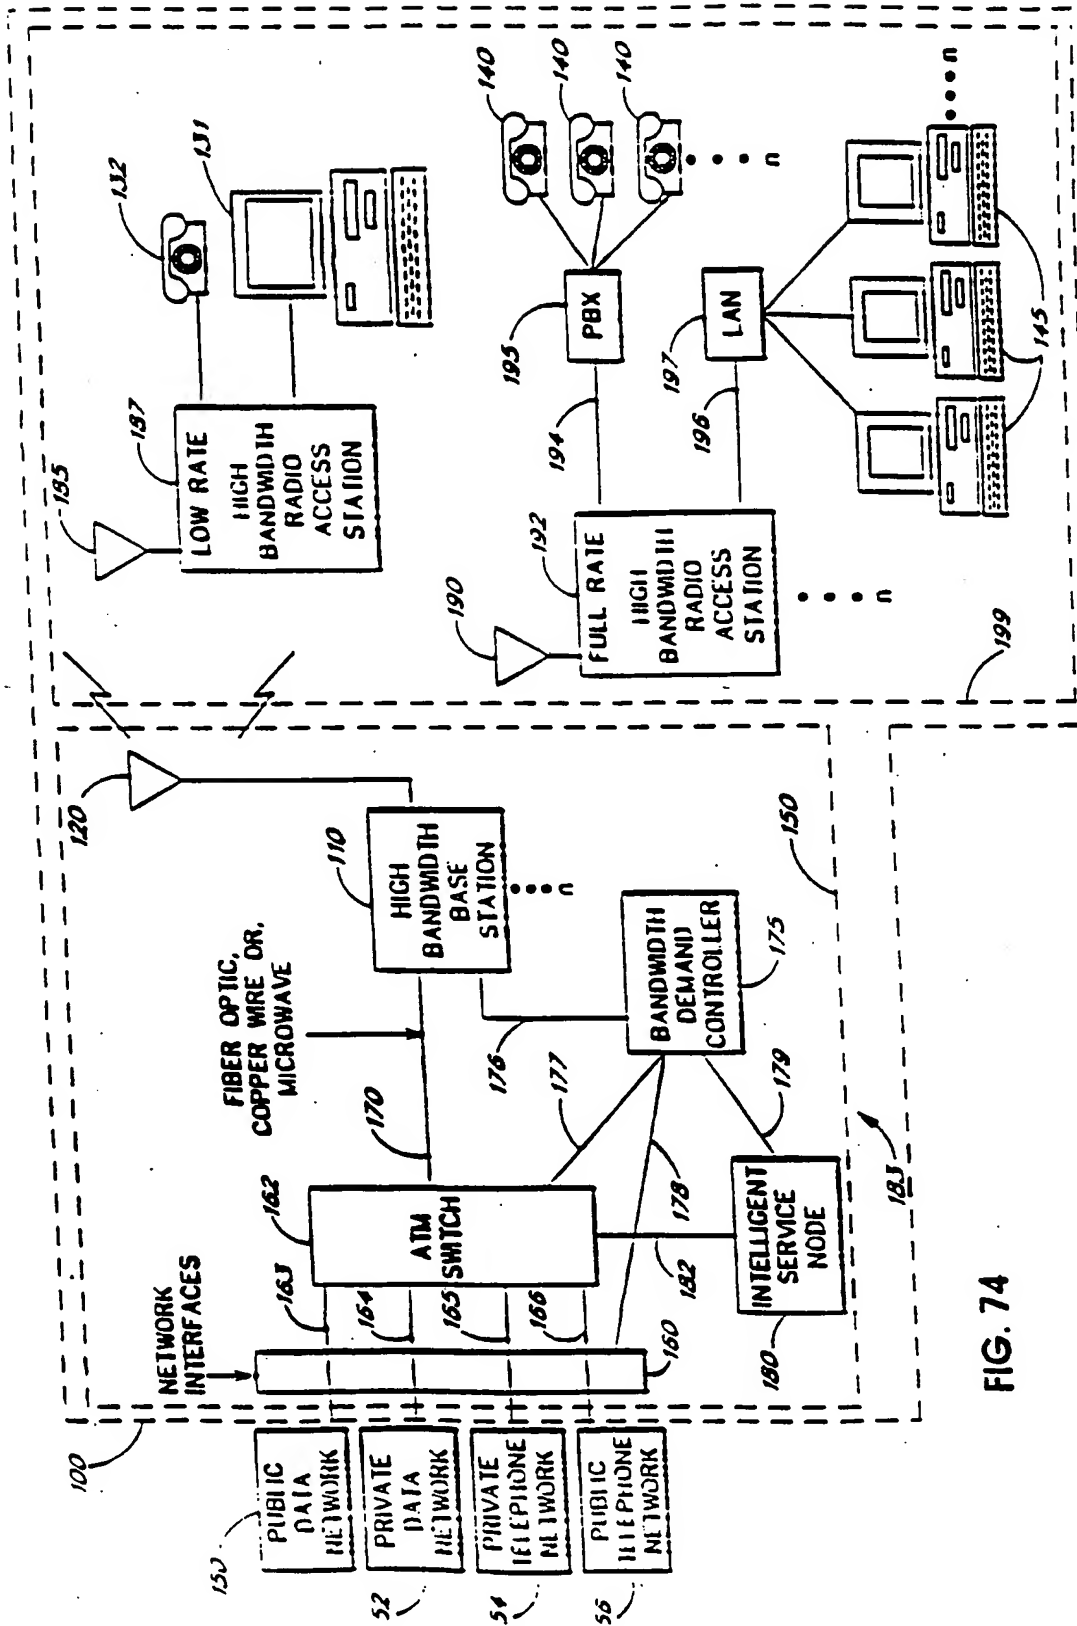 100
150
PUBLIC
DATA
NETWORK
52
PRIVATE
DATA
NETWORK
54
PRIVATE
TELEPHONE
NETWORK
56
PUBLIC
TELEPHONE
NETWORK
NETWORK
INTERFACES
160
163
164
165
166
162
ATM
SWITCH
170
FIBER OPTIC,
COPPER WIRE OR,
MICROWAVE
110
HIGH
BANDWIDTH
BASE
STATION
n
120
176
177
178
179
182
BANDWIDTH
DEMAND
CONTROLLER
175
INTELLIGENT
SERVICE
NODE
180
183
150
185
187
LOW RATE
HIGH
BANDWIDTH
RADIO
ACCESS
STATION
132
131
190
192
FULL RATE
HIGH
BANDWIDTH
RADIO
ACCESS
STATION
n
194
195
PBX
140
140
140
n
196
197
LAN
145
n
199
FIG. 74